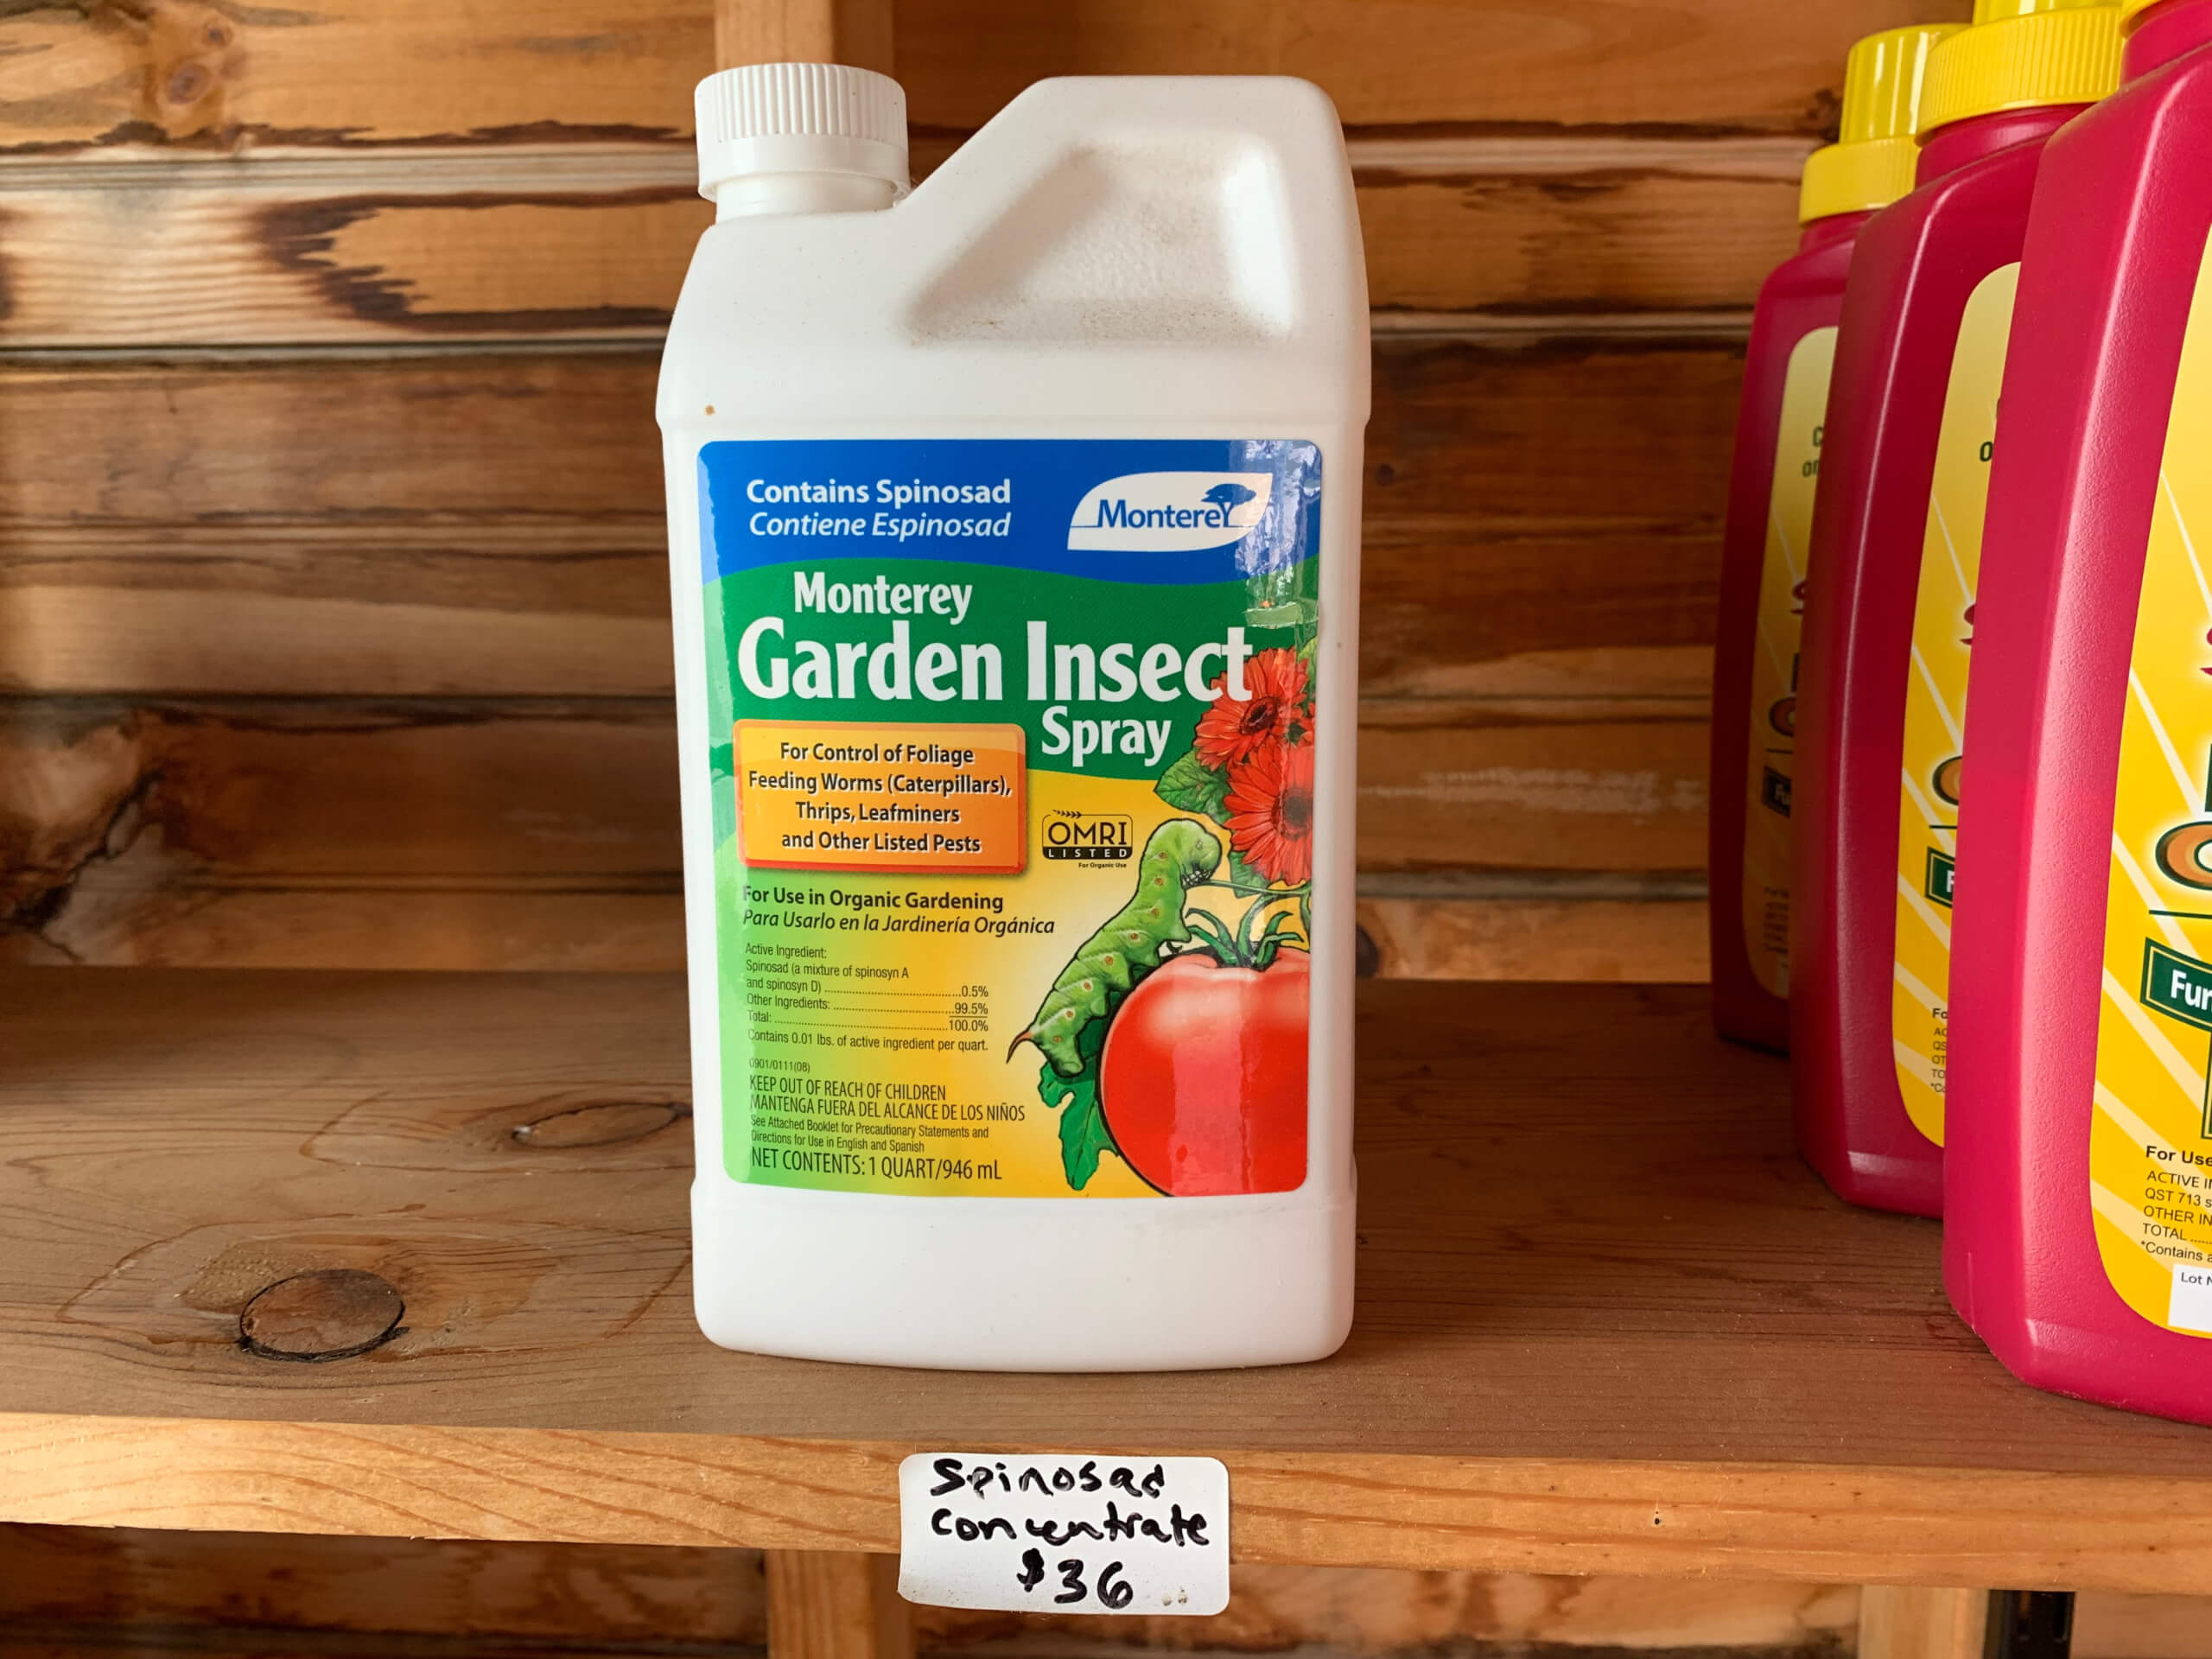 Contains Spinosad
Contiene Espinosad
Monterey
Monterey
Garden Insect
Spray
For Control of Foliage
Feeding Worms (Caterpillars),
Thrips, Leafminers
and Other Listed Pests
OMRI
LISTED
For Organic Use
For Use in Organic Gardening
Para Usarlo en la Jardinería Orgánica
Active Ingredient:
Spinosad (a mixture of spinosyn A
and spinosyn D) ........................................0.5%
Other Ingredients: ...................................99.5%
Total: ..................................................100.0%
Contains 0.01 lbs. of active ingredient per quart.
0901/0111(08)
KEEP OUT OF REACH OF CHILDREN
MANTENGA FUERA DEL ALCANCE DE LOS NIÑOS
See Attached Booklet for Precautionary Statements and
Directions for Use in English and Spanish
NET CONTENTS: 1 QUART/946 mL
Spinosad
Concentrate
$36
Fur
For Use
ACTIVE
QST 713
OTHER
TOTAL
*Contains
Lot